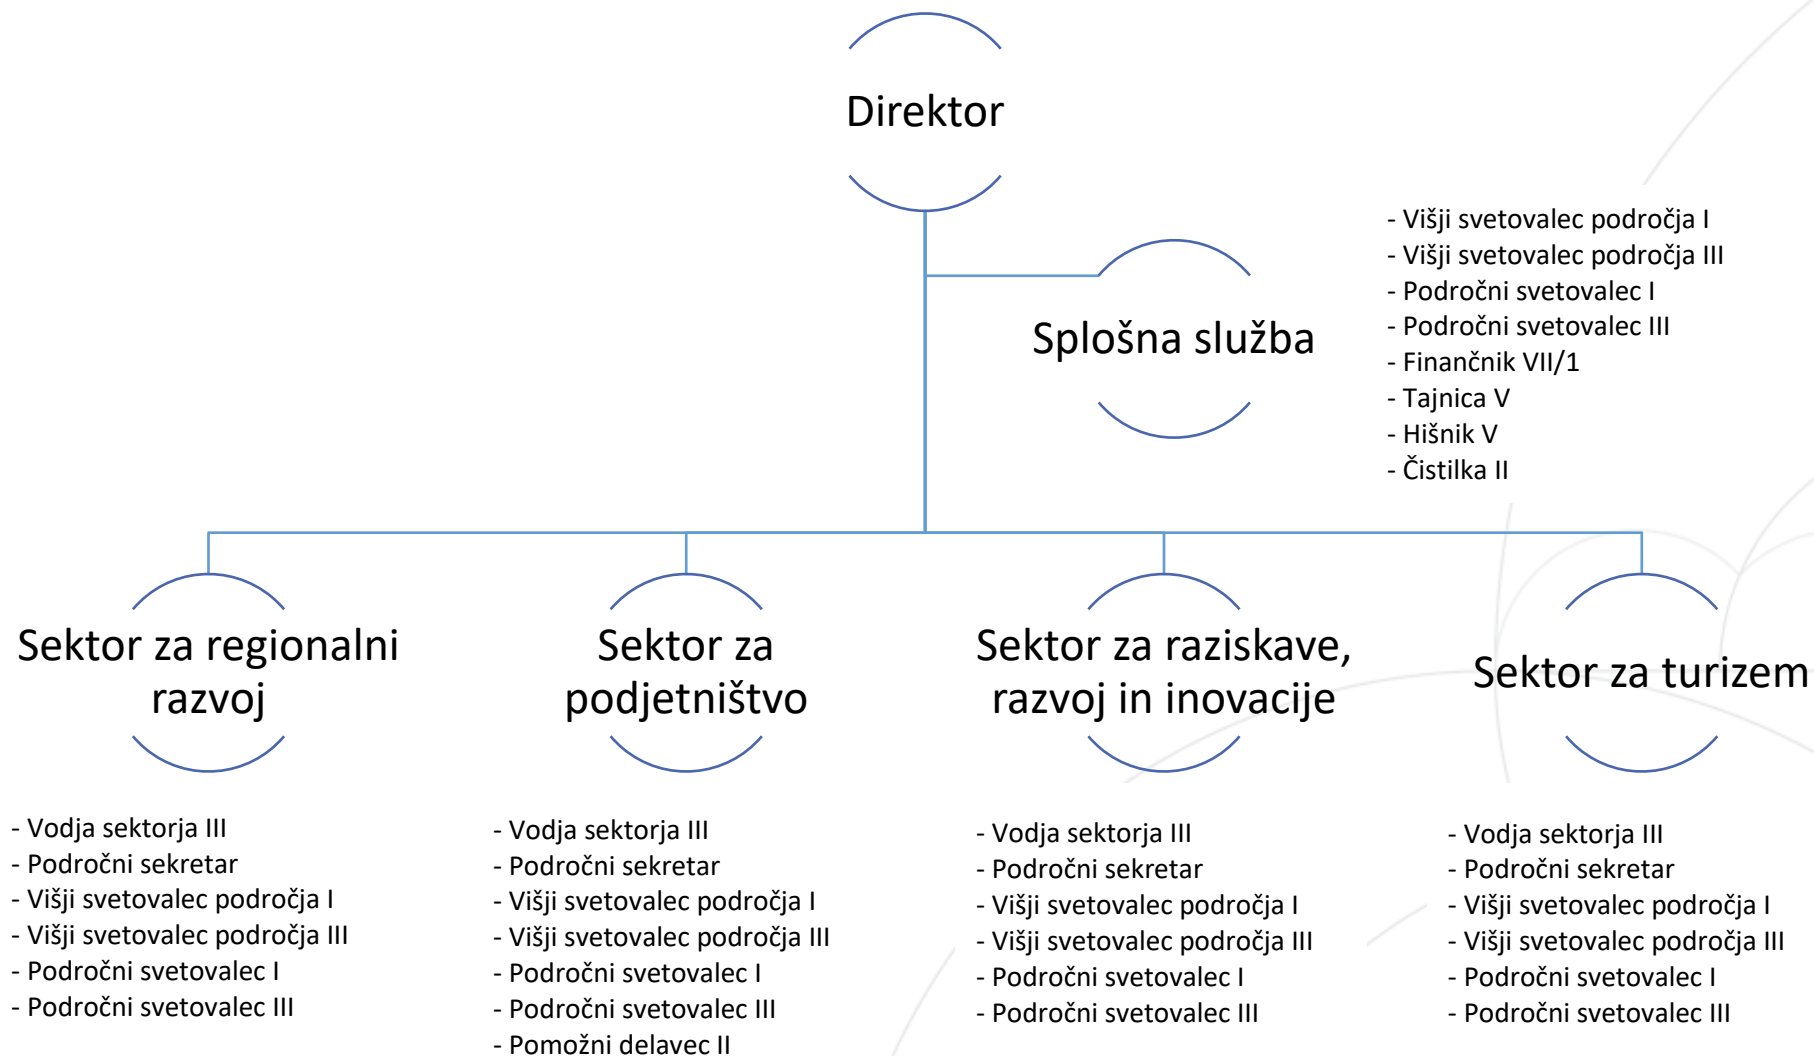 Direktor
Splošna služba
- Višji svetovalec področja I
- Višji svetovalec področja III
- Področni svetovalec I
- Področni svetovalec III
- Finančnik VII/1
- Tajnica V
- Hišnik V
- Čistilka II
Sektor za regionalni
razvoj
- Vodja sektorja III
- Področni sekretar
- Višji svetovalec področja I
- Višji svetovalec področja III
- Področni svetovalec I
- Področni svetovalec III
Sektor za
podjetništvo
- Vodja sektorja III
- Področni sekretar
- Višji svetovalec področja I
- Višji svetovalec področja III
- Področni svetovalec I
- Področni svetovalec III
- Pomožni delavec II
Sektor za raziskave,
razvoj in inovacije
- Vodja sektorja III
- Področni sekretar
- Višji svetovalec področja I
- Višji svetovalec področja III
- Področni svetovalec I
- Področni svetovalec III
Sektor za turizem
- Vodja sektorja III
- Področni sekretar
- Višji svetovalec področja I
- Višji svetovalec področja III
- Področni svetovalec I
- Področni svetovalec III